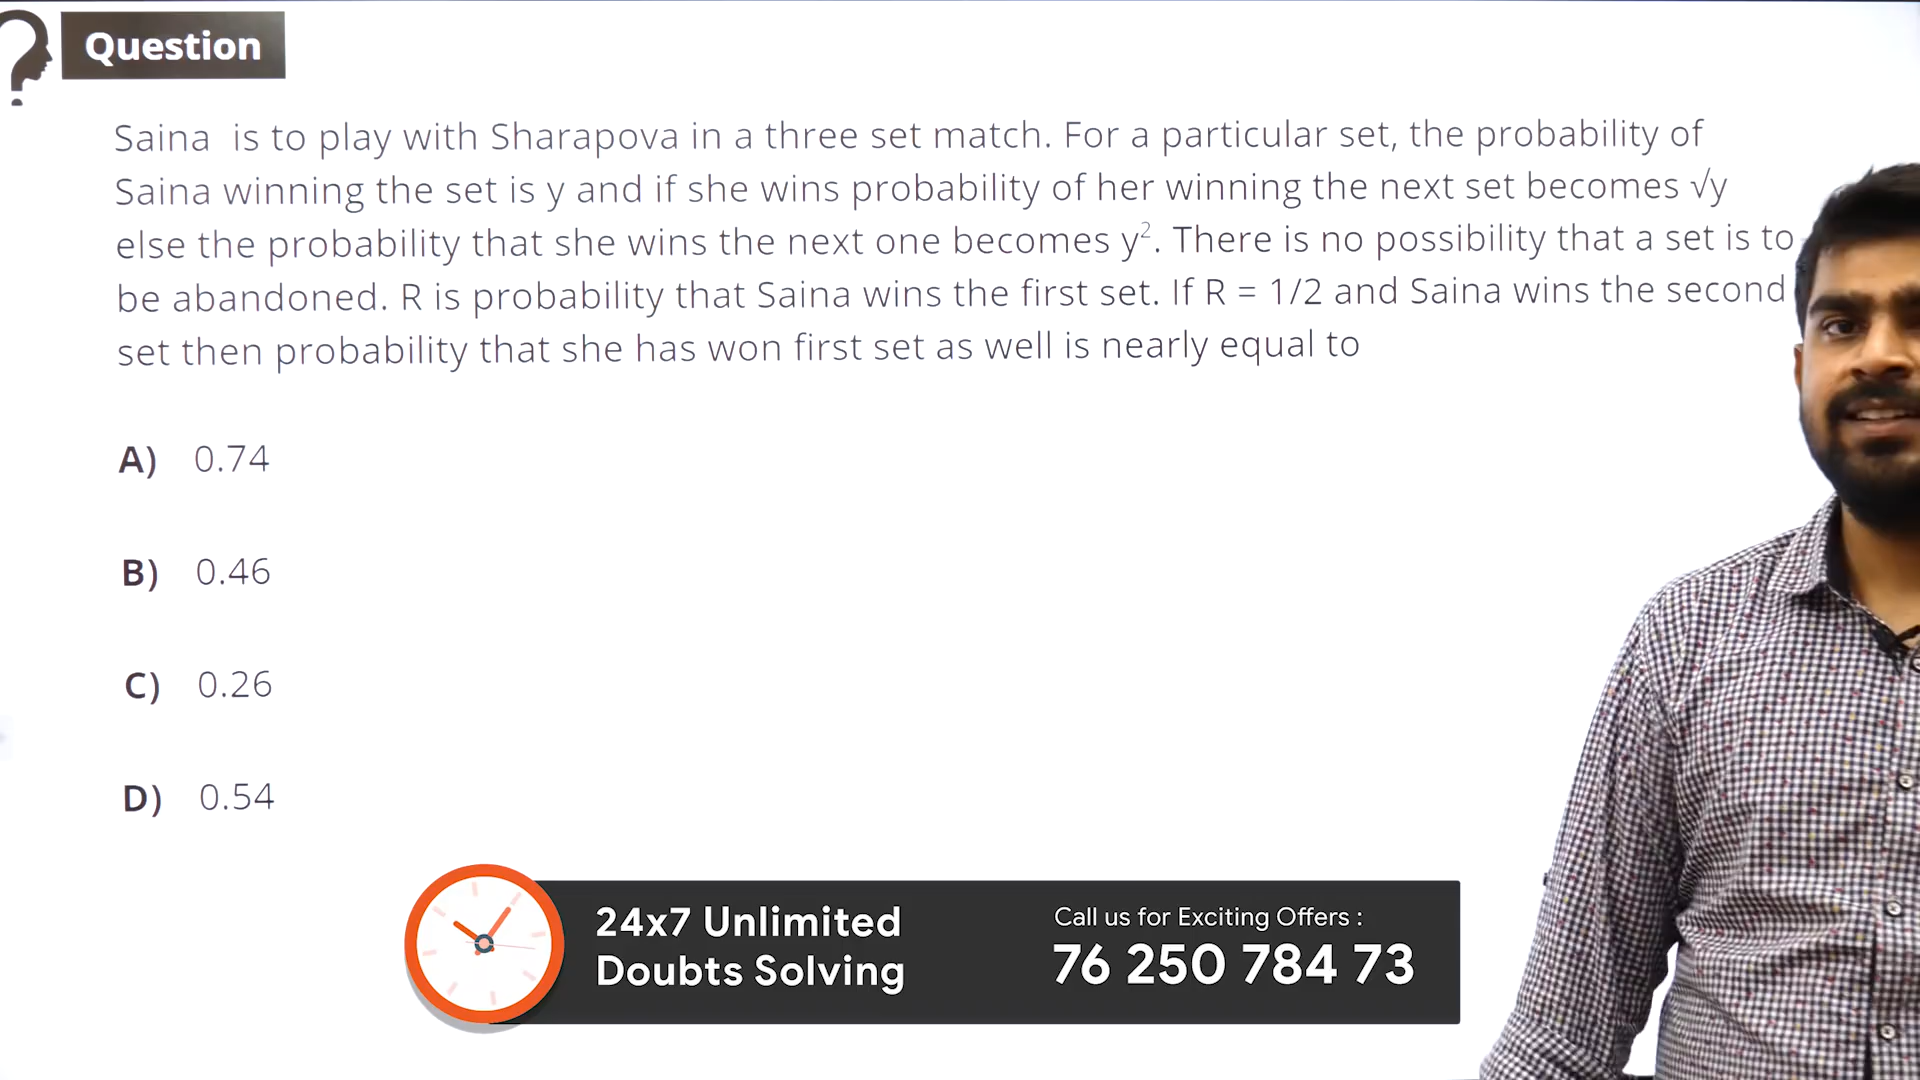 Question
Saina is to play with Sharapova in a three set match. For a particular set, the probability of
Saina winning the set is y and if she wins probability of her winning the next set becomes √y
else the probability that she wins the next one becomes y². There is no possibility that a set is to
be abandoned. R is probability that Saina wins the first set. If R = 1/2 and Saina wins the second
set then probability that she has won first set as well is nearly equal to
A) 0.74
B) 0.46
C) 0.26
D) 0.54
24x7 Unlimited
Doubts Solving
Call us for Exciting Offers :
76 250 784 73